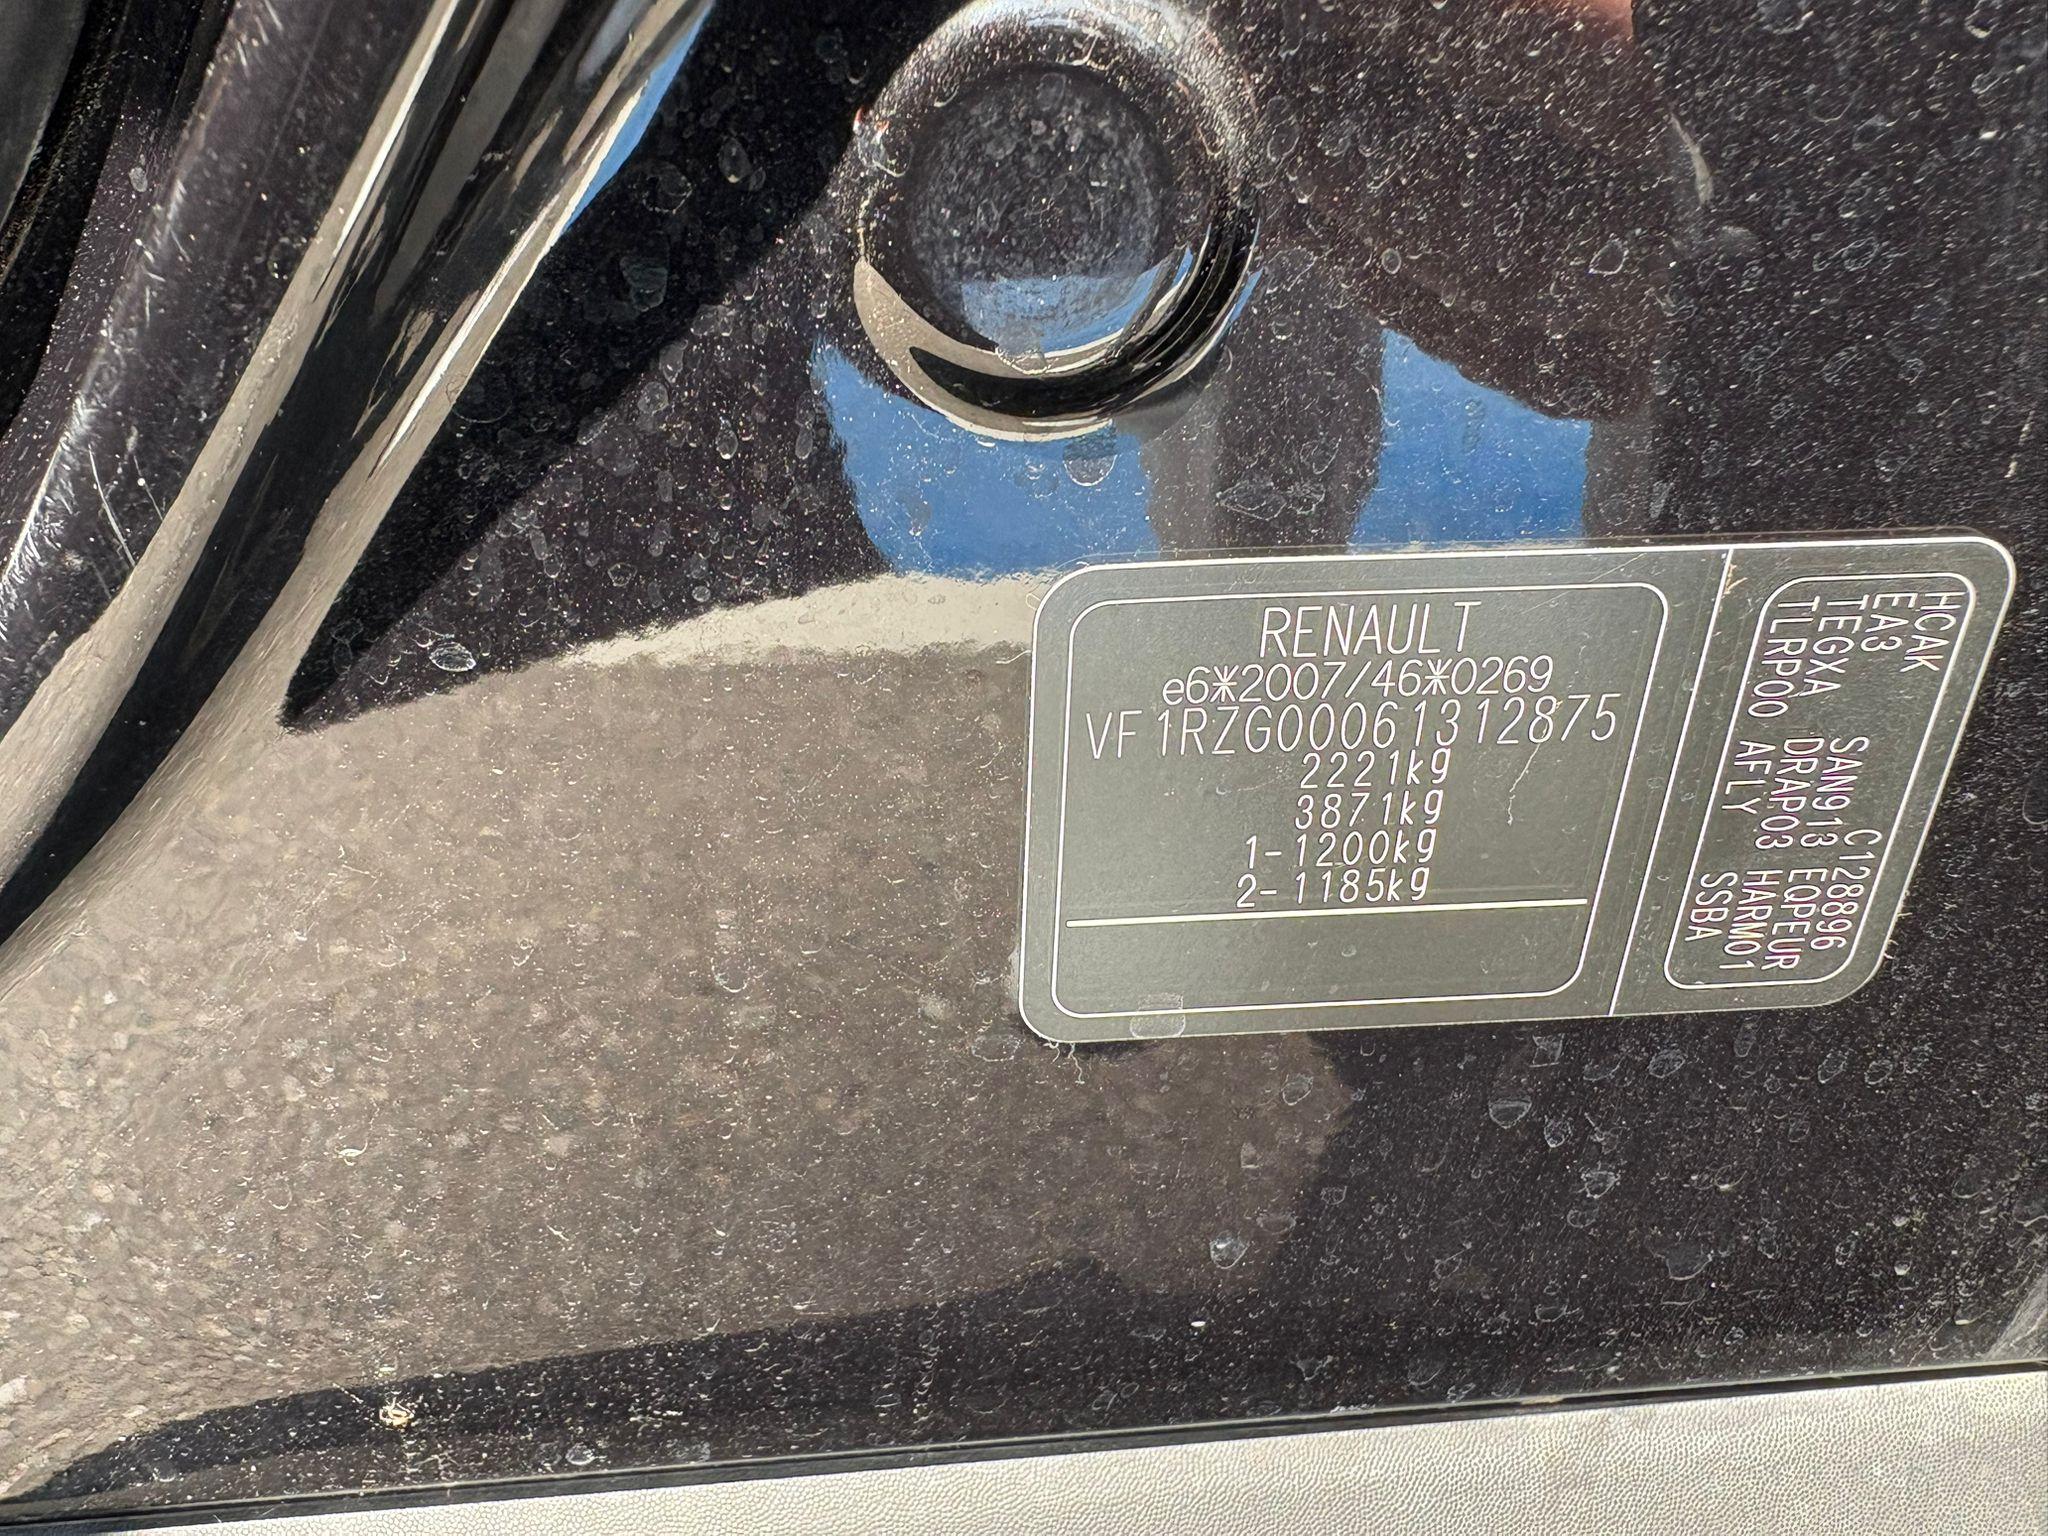 RENAULT
e6*2007/46*0269
VF1RZG00061312875
2221kg
3871kg
1-1200kg
2-1185kg
HCAK
EA3 C128896
TEGXA SAN913 EQPEUR
TLRP00 DRAP03 HARM01
AFLY SSBA